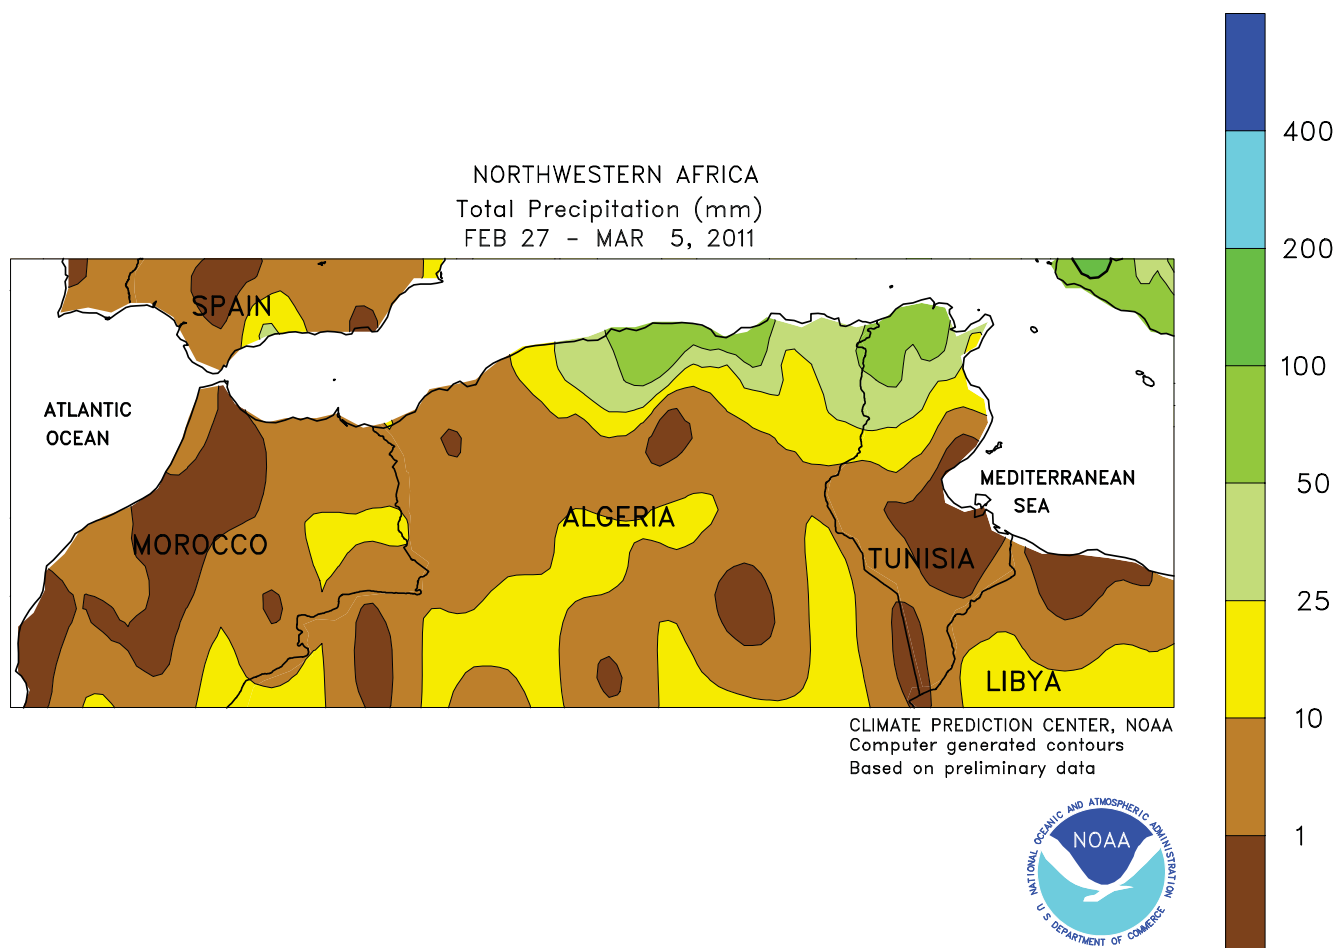 NORTHWESTERN AFRICA
Total Precipitation (mm)
FEB 27 - MAR 5, 2011
SPAIN
ATLANTIC
OCEAN
MEDITERRANEAN
SEA
ALGERIA
MOROCCO
TUNISIA
LIBYA
400
200
100
50
25
10
1
CLIMATE PREDICTION CENTER, NOAA
Computer generated contours
Based on preliminary data
NATIONAL OCEANIC AND ATMOSPHERIC ADMINISTRATION
NOAA
U S DEPARTMENT OF COMMERCE